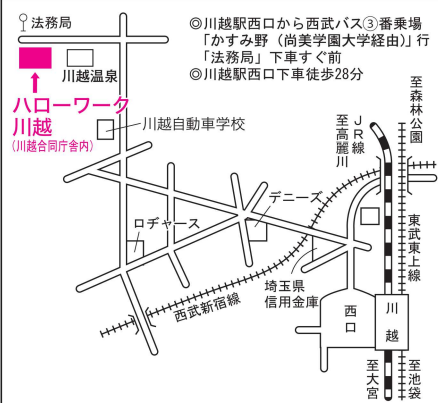 法務局
◎川越駅西口から西武バス③番乗場
「かすみ野（尚美学園大学経由）」行
「法務局」下車すぐ前
◎川越駅西口下車徒歩28分
川越温泉
ハローワーク
川越
（川越合同庁舎内）
川越自動車学校
至森林公園
JR線
至高麗川
デニーズ
ロヂャース
東武東上線
西武新宿線
埼玉県
信用金庫
西口
川越
至大宮
至池袋